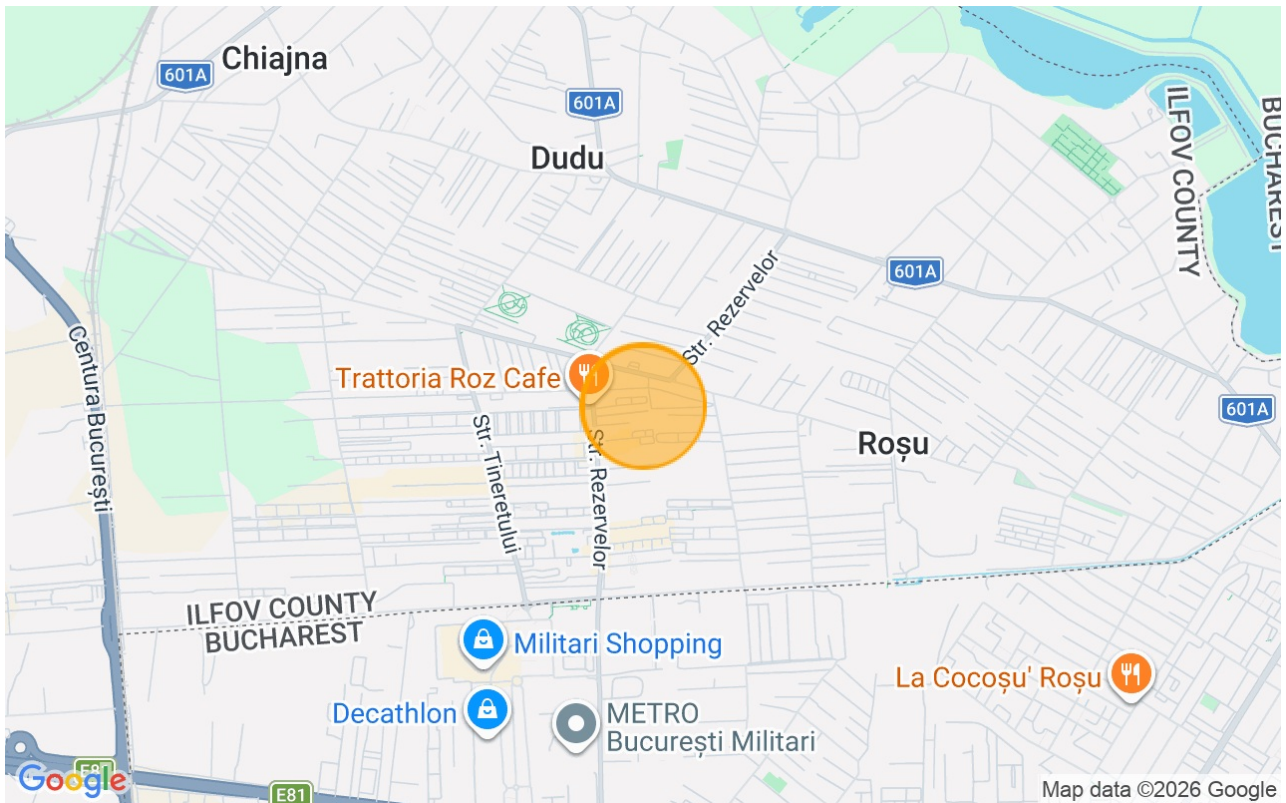 Chiajna
601A
601A
Dudu
ILFOV COUNTY
BUCHAREST
601A
Str. Rezervelor
Trattoria Roz Cafe
601A
Centura București
Str. Tineretului
Str. Rezervelor
Roșu
ILFOV COUNTY
BUCHAREST
Militari Shopping
La Cocoșu' Roșu
Decathlon
METRO
București Militari
Google
E81
Map data ©2026 Google